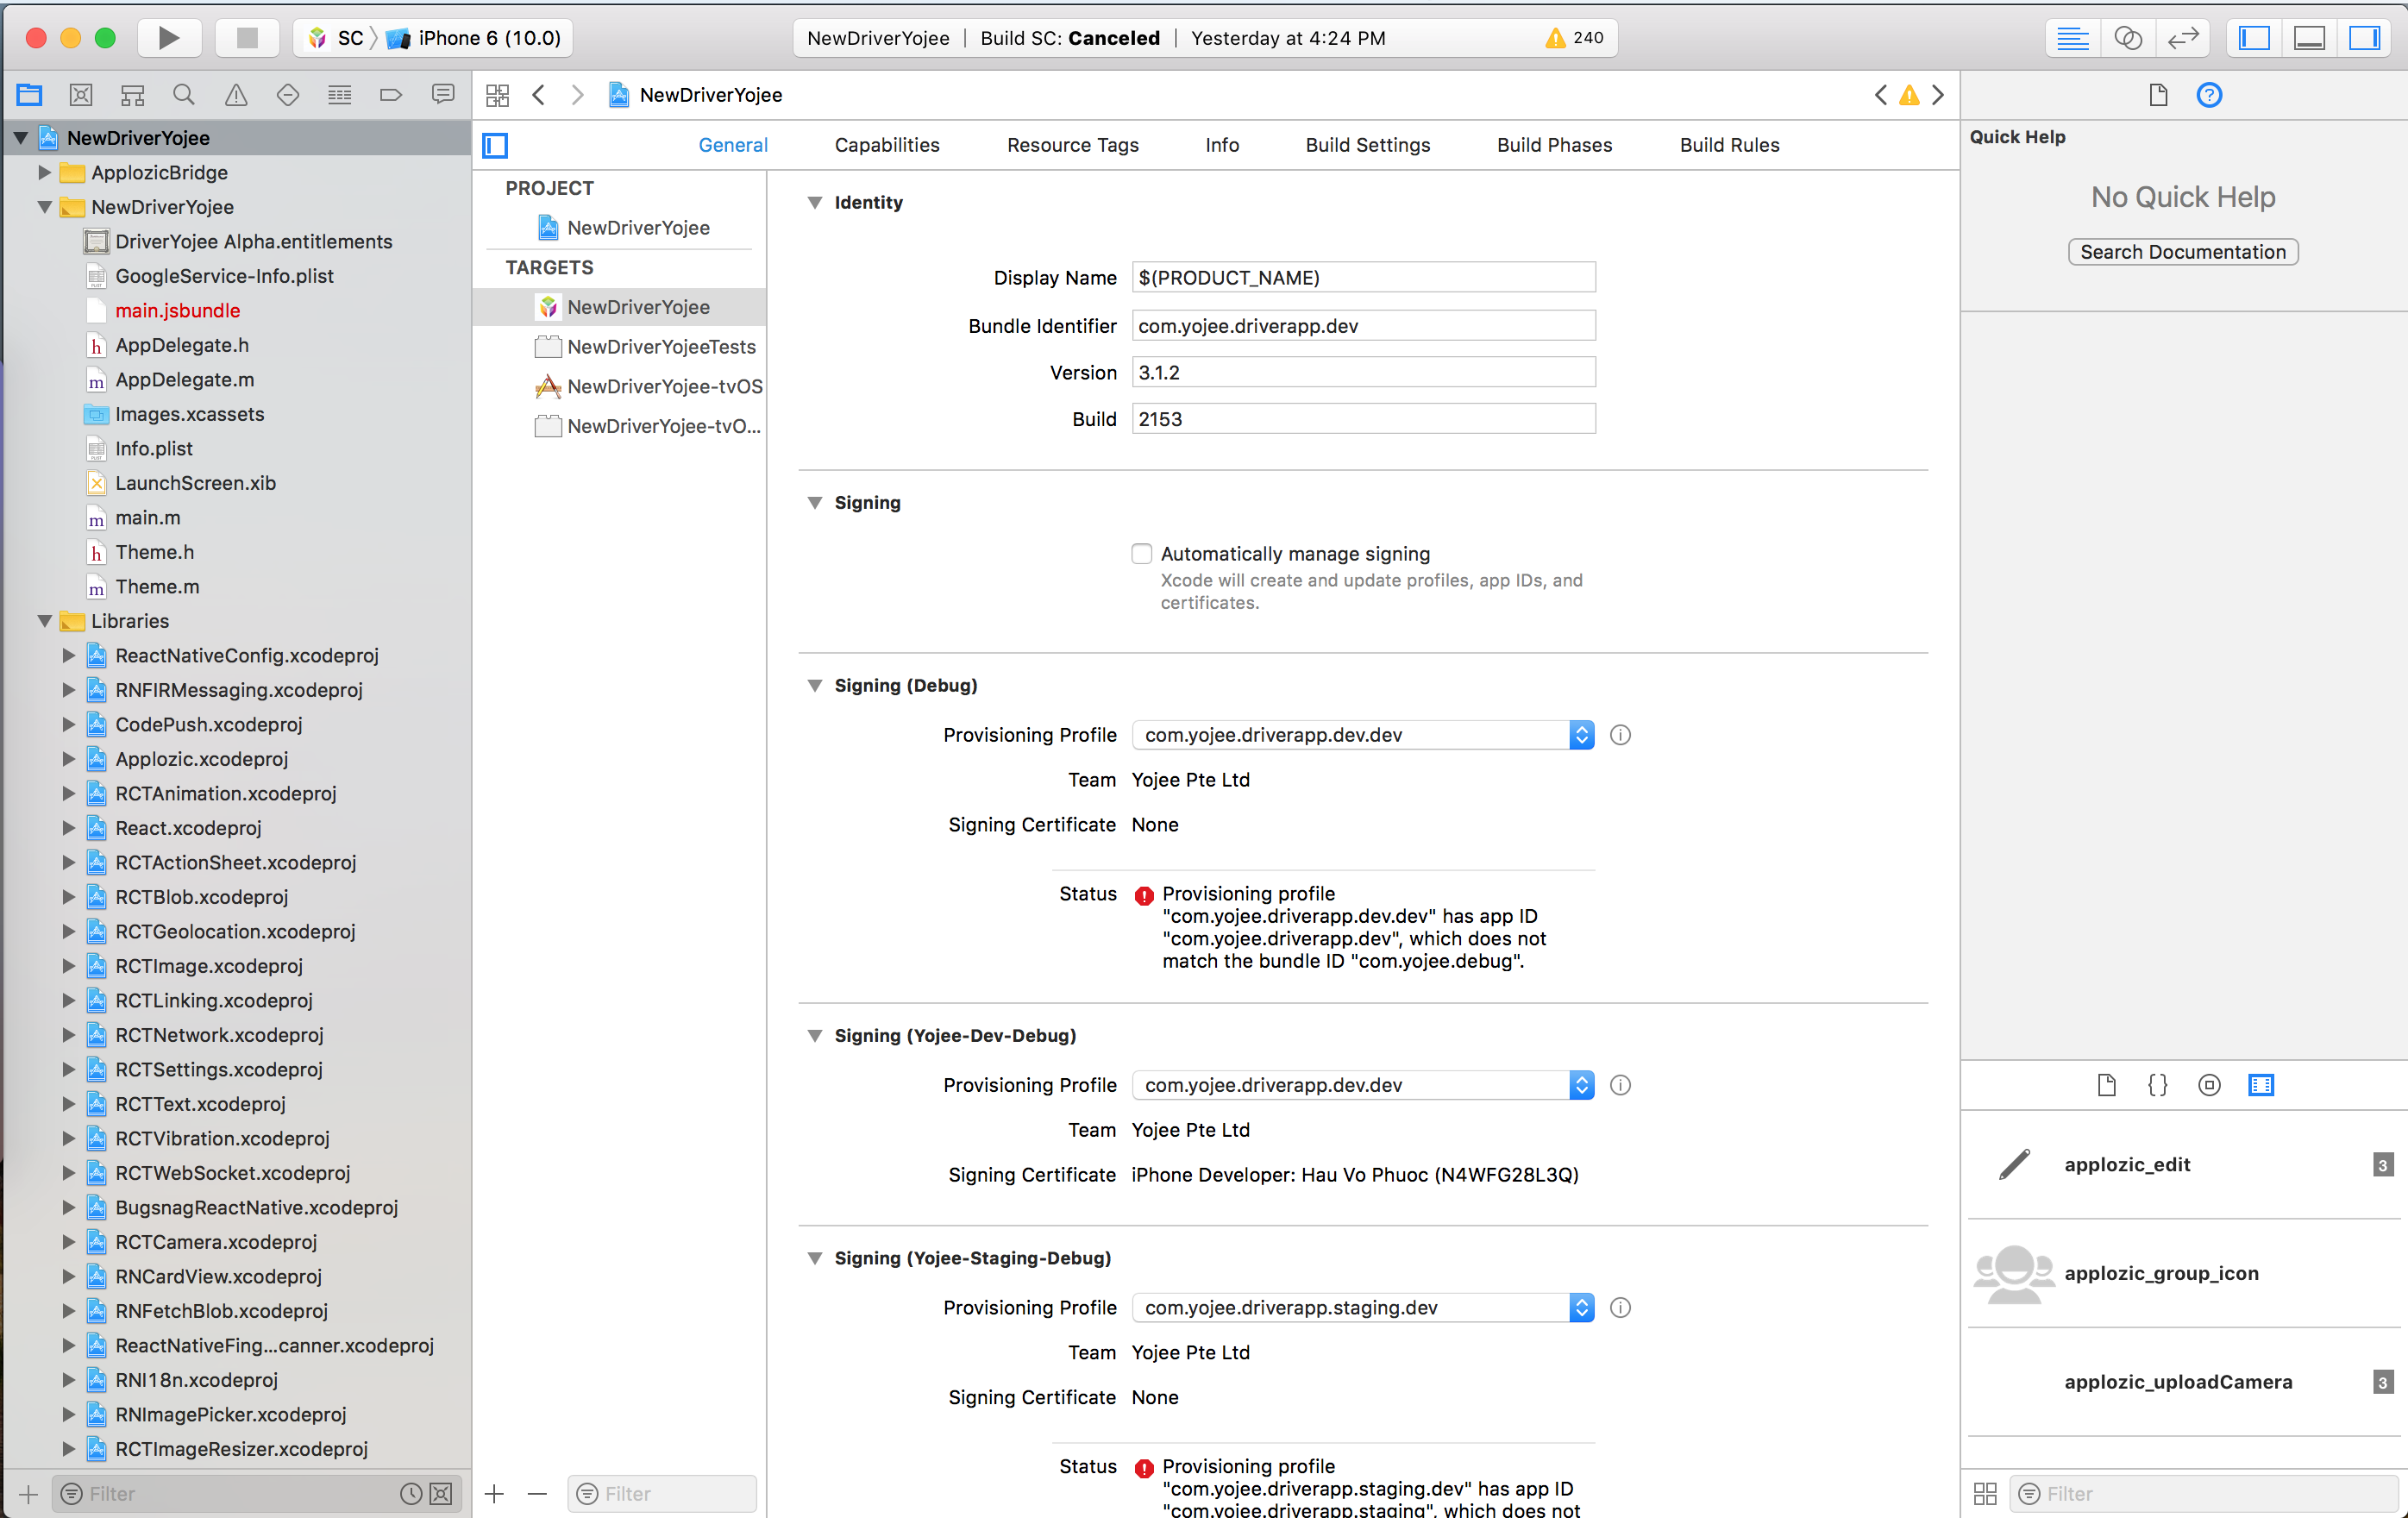 SC
iPhone 6 (10.0)
NewDriverYojee | Build SC: Canceled | Yesterday at 4:24 PM
240
NewDriverYojee
ApplozicBridge
NewDriverYojee
DriverYojee Alpha.entitlements
GoogleService-Info.plist
main.jsbundle
AppDelegate.h
AppDelegate.m
Images.xcassets
Info.plist
LaunchScreen.xib
main.m
Theme.h
Theme.m
Libraries
ReactNativeConfig.xcodeproj
RNFIRMessaging.xcodeproj
CodePush.xcodeproj
Applozic.xcodeproj
RCTAnimation.xcodeproj
React.xcodeproj
RCTActionSheet.xcodeproj
RCTBlob.xcodeproj
RCTGeolocation.xcodeproj
RCTImage.xcodeproj
RCTLinking.xcodeproj
RCTNetwork.xcodeproj
RCTSettings.xcodeproj
RCTText.xcodeproj
RCTVibration.xcodeproj
RCTWebSocket.xcodeproj
BugsnagReactNative.xcodeproj
RCTCamera.xcodeproj
RNCardView.xcodeproj
RNFetchBlob.xcodeproj
ReactNativeFing...canner.xcodeproj
RNI18n.xcodeproj
RNImagePicker.xcodeproj
RCTImageResizer.xcodeproj
Filter
NewDriverYojee
General
Capabilities
Resource Tags
Info
Build Settings
Build Phases
Build Rules
PROJECT
NewDriverYojee
TARGETS
NewDriverYojee
NewDriverYojeeTests
NewDriverYojee-tvOS
NewDriverYojee-tvO...
Filter
Identity
Display Name $(PRODUCT_NAME)
Bundle Identifier com.yojee.driverapp.dev
Version 3.1.2
Build 2153
Signing
Automatically manage signing
Xcode will create and update profiles, app IDs, and
certificates.
Signing (Debug)
Provisioning Profile com.yojee.driverapp.dev.dev
Team Yojee Pte Ltd
Signing Certificate None
Status Provisioning profile
"com.yojee.driverapp.dev.dev" has app ID
"com.yojee.driverapp.dev", which does not
match the bundle ID "com.yojee.debug".
Signing (Yojee-Dev-Debug)
Provisioning Profile com.yojee.driverapp.dev.dev
Team Yojee Pte Ltd
Signing Certificate iPhone Developer: Hau Vo Phuoc (N4WFG28L3Q)
Signing (Yojee-Staging-Debug)
Provisioning Profile com.yojee.driverapp.staging.dev
Team Yojee Pte Ltd
Signing Certificate None
Status Provisioning profile
"com.yojee.driverapp.staging.dev" has app ID
"com.yojee.driverapp.staging", which does not
Quick Help
No Quick Help
Search Documentation
applozic_edit 3
applozic_group_icon
applozic_uploadCamera 3
Filter